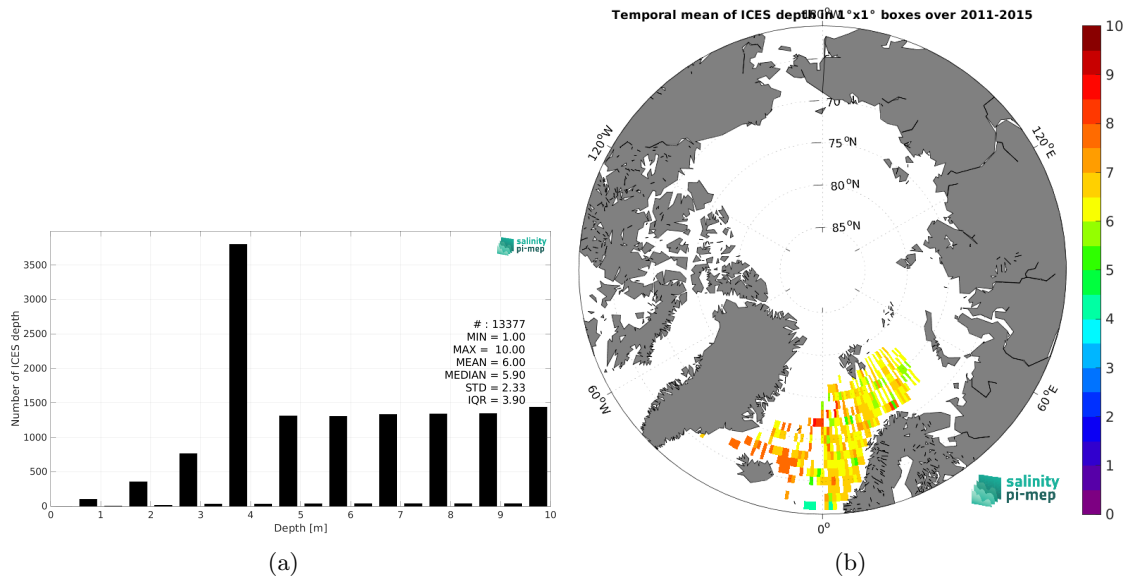 Number of ICES depth
3500
3000
2500
2000
1500
1000
500
0
0 1 2 3 4 5 6 7 8 9 10
Depth [m]
salinity
pi-mep
# : 13377
MIN = 1.00
MAX = 10.00
MEAN = 6.00
MEDIAN = 5.90
STD = 2.33
IQR = 3.90
(a)
Temporal mean of ICES depth in 1°x1° boxes over 2011-2015
180°W
120°W
120°E
60°W
60°E
0°
70°N
75°N
80°N
85°N
salinity
pi-mep
10
9
8
7
6
5
4
3
2
1
0
(b)